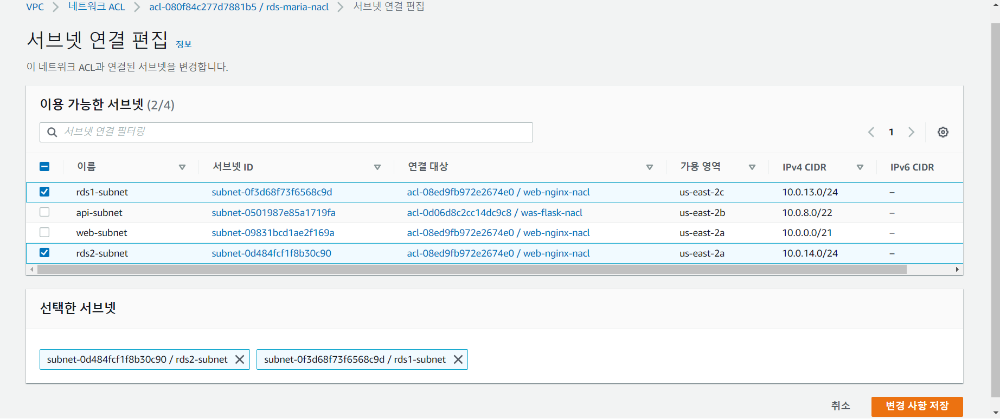 VPC 네트워크 ACL acl-080f84c277d7881b5 / rds-maria-nacl 서브넷 연결 편집
서브넷 연결 편집 정보
이 네트워크 ACL과 연결된 서브넷을 변경합니다.
이용 가능한 서브넷 (2/4)
서브넷 연결 필터링 1
이름 서브넷 ID 연결 대상 가용 영역 IPv4 CIDR IPv6 CIDR
rds1-subnet subnet-0f3d68f73f6568c9d acl-08ed9fb972e2674e0 / web-nginx-nacl us-east-2c 10.0.13.0/24 –
api-subnet subnet-0501987e85a1719fa acl-0d06d8c2cc14dc9c8 / was-flask-nacl us-east-2b 10.0.8.0/22 –
web-subnet subnet-09831bcd1ae2f169a acl-08ed9fb972e2674e0 / web-nginx-nacl us-east-2a 10.0.0.0/21 –
rds2-subnet subnet-0d484fcf1f8b30c90 acl-08ed9fb972e2674e0 / web-nginx-nacl us-east-2a 10.0.14.0/24 –
선택한 서브넷
subnet-0d484fcf1f8b30c90 / rds2-subnet subnet-0f3d68f73f6568c9d / rds1-subnet
취소 변경 사항 저장